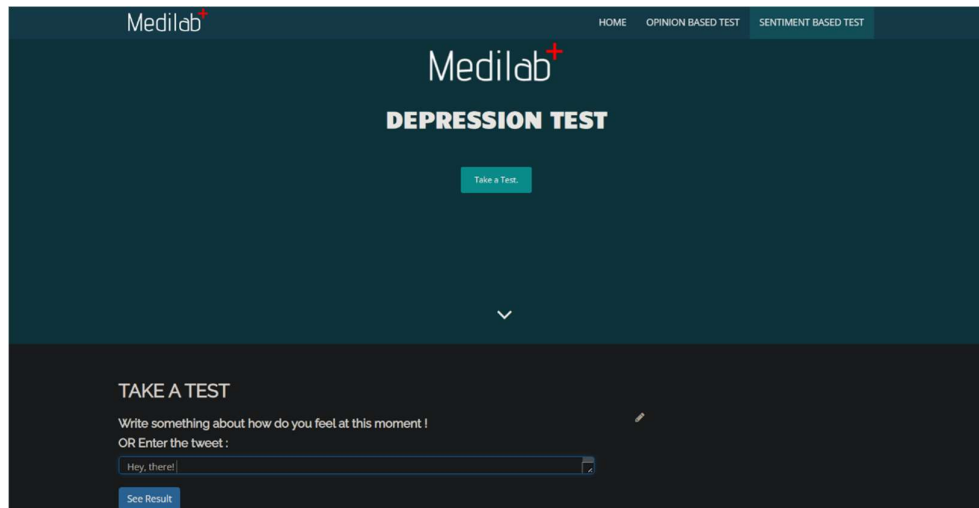 Medilab+
HOME OPINION BASED TEST SENTIMENT BASED TEST
Medilab+
DEPRESSION TEST
Take a Test.
TAKE A TEST
Write something about how do you feel at this moment !
OR Enter the tweet :
Hey, there!
See Result